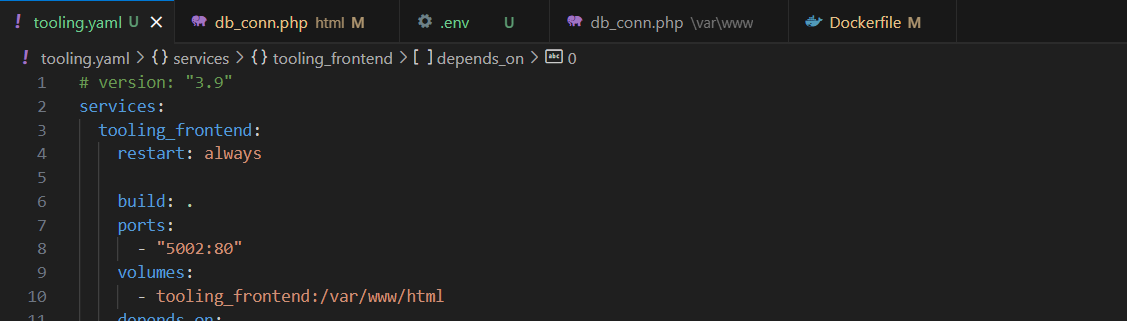 ! tooling.yaml U × db_conn.php html M .env U db_conn.php \var\www Dockerfile M
! tooling.yaml > {} services > {} tooling_frontend > [ ] depends_on > abc 0
1 # version: "3.9"
2 services:
3 tooling_frontend:
4 restart: always
5
6 build: .
7 ports:
8 - "5002:80"
9 volumes:
10 - tooling_frontend:/var/www/html
11 depends_on: